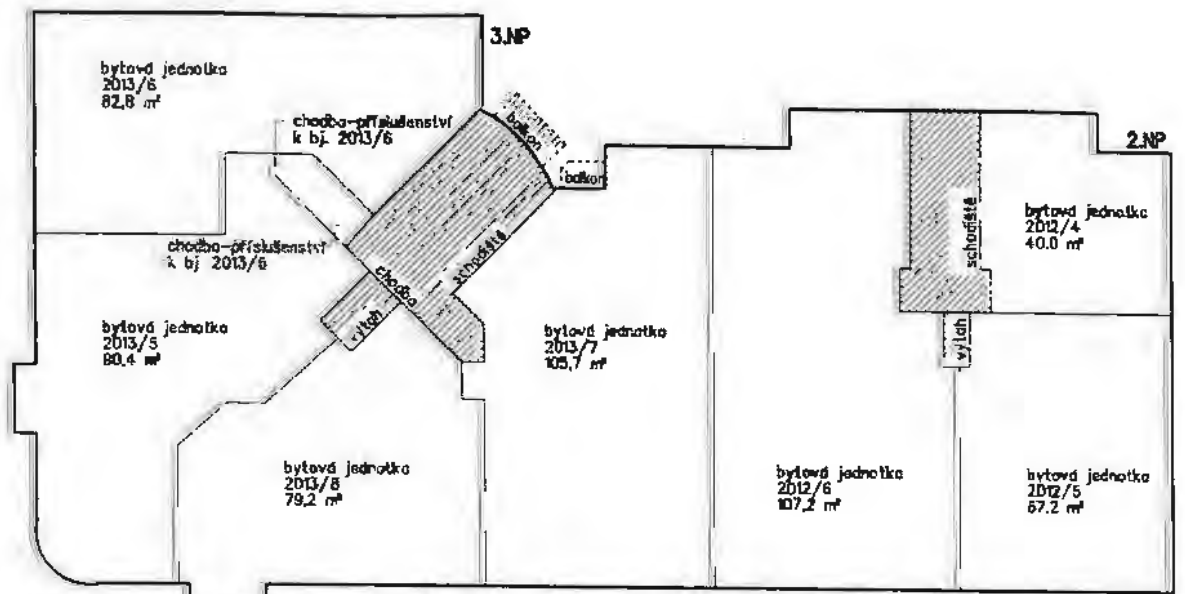 3.NP
bytová jednotka
2013/6
82,8 m²
chodba-příslušenství
k bj. 2013/6
balkon
balkon
2.NP
chodba-příslušenství
k bj. 2013/6
chodba
schodiště
výtah
schodiště
bytová jednotka
2012/4
40.0 m²
výtah
bytová jednotka
2013/5
80,4 m²
bytová jednotka
2013/7
105,7 m²
bytová jednotka
2013/8
79,2 m²
bytová jednotka
2012/6
107,2 m²
bytová jednotka
2012/5
67.2 m²